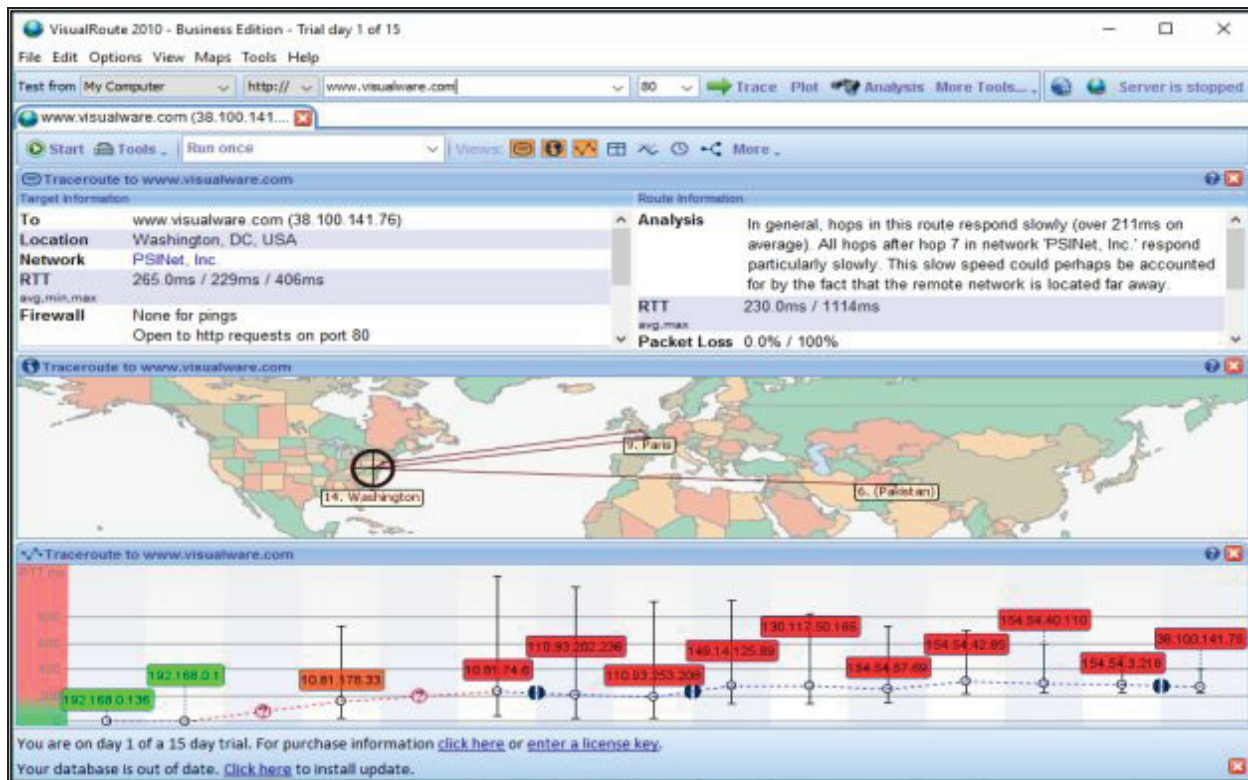 VisualRoute 2010 - Business Edition - Trial day 1 of 15
File Edit Options View Maps Tools Help
Test from My Computer http:// www.visualware.com 80 Trace Plot Analysis More Tools... Server is stopped
www.visualware.com (38.100.141....
Start Tools Run once Views: More
Traceroute to www.visualware.com
Target Information Route Information
To www.visualware.com (38.100.141.76)
Location Washington, DC, USA
Network PSINet, Inc.
RTT 265.0ms / 229ms / 406ms
avg,min,max
Firewall None for pings
Open to http requests on port 80
Analysis In general, hops in this route respond slowly (over 211ms on
average). All hops after hop 7 in network 'PSINet, Inc.' respond
particularly slowly. This slow speed could perhaps be accounted
for by the fact that the remote network is located far away.
RTT 230.0ms / 1114ms
avg,max
Packet Loss 0.0% / 100%
Traceroute to www.visualware.com
9. Paris
14. Washington
6. (Pakistan)
Traceroute to www.visualware.com
192.168.0.136
192.168.0.1
10.81.178.33
10.81.74.6
110.93.202.236
110.93.253.208
149.14.125.89
130.117.50.165
154.54.57.69
154.54.42.85
154.54.40.110
154.54.3.218
38.100.141.76
You are on day 1 of a 15 day trial. For purchase information click here or enter a license key.
Your database is out of date. Click here to install update.